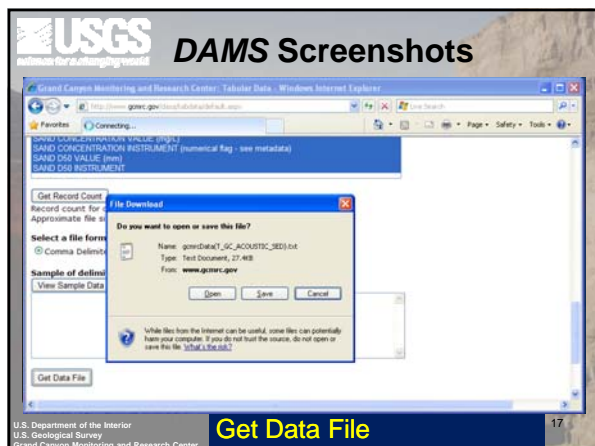 USGS
science for a changing world
DAMS Screenshots
Grand Canyon Monitoring and Research Center: Tabular Data - Windows Internet Explorer
Live Search
Favorites
Connecting...
Page
Safety
Tools
SAND CONCENTRATION VALUE (mg/L)
SAND CONCENTRATION INSTRUMENT (numerical flag - see metadata)
SAND D50 VALUE (mm)
SAND D50 INSTRUMENT
Get Record Count
Record count for
Approximate file si
Select a file form
Comma Delimite
Sample of delimi
View Sample Data
File Download
Do you want to open or save this file?
Name: gcmrcData(T_GC_ACOUSTIC_SED).txt
Type: Text Document, 27.4KB
From: www.gcmrc.gov
Open Save Cancel
While files from the Internet can be useful, some files can potentially
harm your computer. If you do not trust the source, do not open or
save this file. What's the risk?
Get Data File
U.S. Department of the Interior
U.S. Geological Survey
Grand Canyon Monitoring and Research Center
Get Data File
17